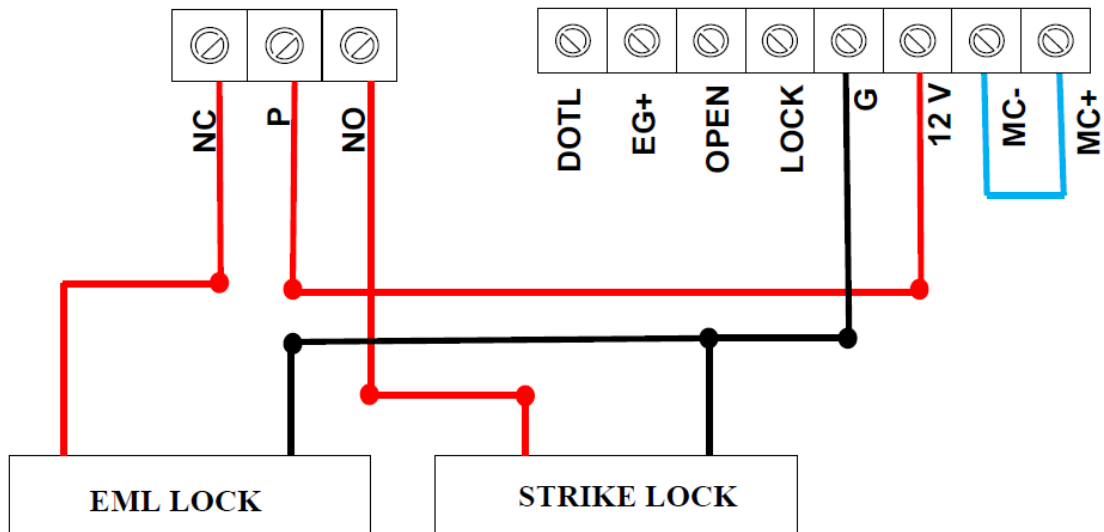 NC
P
NO
DOTL
EG+
OPEN
LOCK
G
12 V
MC-
MC+
EML LOCK
STRIKE LOCK